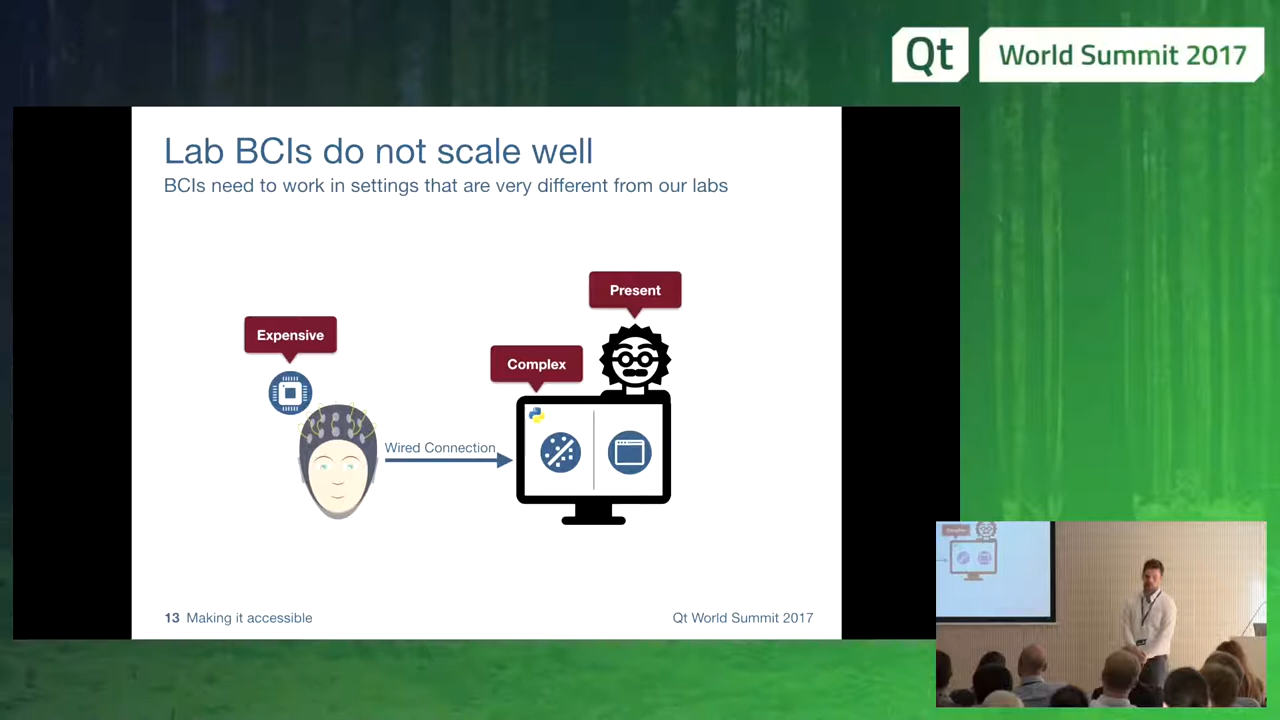 Qt
World Summit 2017
Lab BCIs do not scale well
BCIs need to work in settings that are very different from our labs
Present
Expensive
Complex
Wired Connection
13 Making it accessible
Qt World Summit 2017